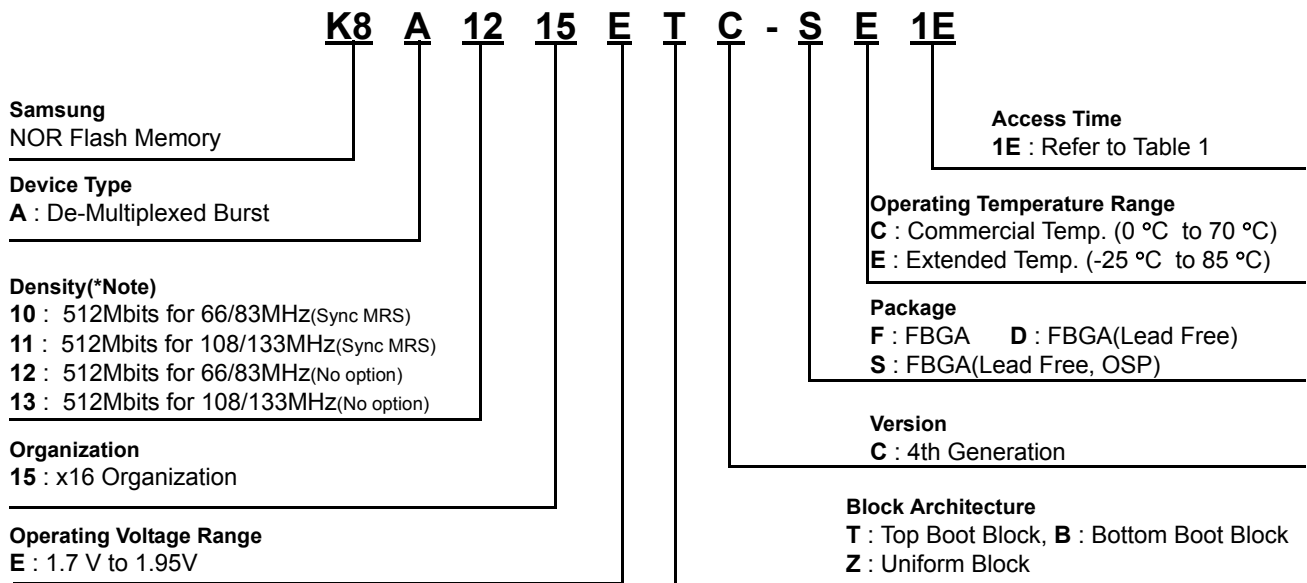 K8 A 12 15 E T C - S E 1E
Samsung
NOR Flash Memory
Device Type
A : De-Multiplexed Burst
Density(*Note)
10 : 512Mbits for 66/83MHz(Sync MRS)
11 : 512Mbits for 108/133MHz(Sync MRS)
12 : 512Mbits for 66/83MHz(No option)
13 : 512Mbits for 108/133MHz(No option)
Organization
15 : x16 Organization
Operating Voltage Range
E : 1.7 V to 1.95V
Access Time
1E : Refer to Table 1
Operating Temperature Range
C : Commercial Temp. (0 °C to 70 °C)
E : Extended Temp. (-25 °C to 85 °C)
Package
F : FBGA D : FBGA(Lead Free)
S : FBGA(Lead Free, OSP)
Version
C : 4th Generation
Block Architecture
T : Top Boot Block, B : Bottom Boot Block
Z : Uniform Block